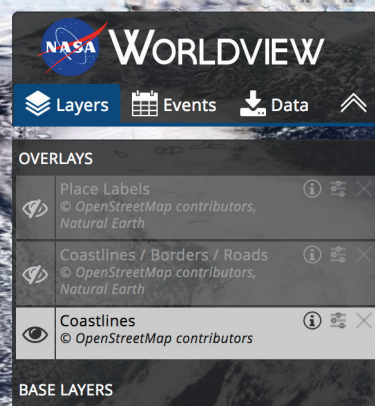 NASA WORLDVIEW
Layers Events Data
OVERLAYS
Place Labels
© OpenStreetMap contributors,
Natural Earth
Coastlines / Borders / Roads
© OpenStreetMap contributors,
Natural Earth
Coastlines
© OpenStreetMap contributors
BASE LAYERS